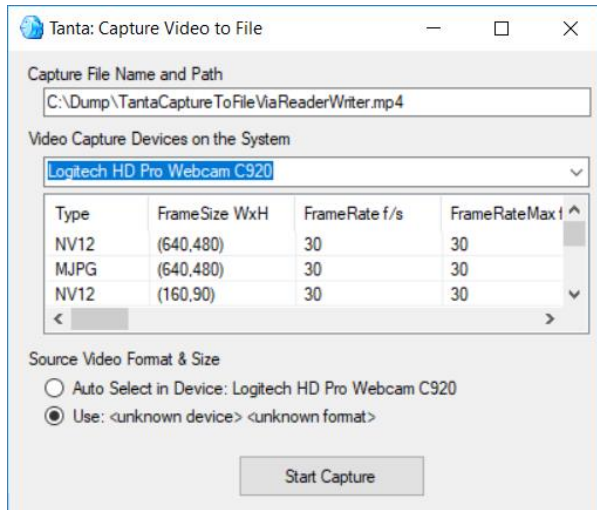 Tanta: Capture Video to File
Capture File Name and Path
C:\Dump\TantaCaptureToFileViaReaderWriter.mp4
Video Capture Devices on the System
Logitech HD Pro Webcam C920
Type FrameSize WxH FrameRate f/s FrameRateMax f
NV12 (640,480) 30 30
MJPG (640,480) 30 30
NV12 (160,90) 30 30
Source Video Format & Size
Auto Select in Device: Logitech HD Pro Webcam C920
Use: <unknown device> <unknown format>
Start Capture